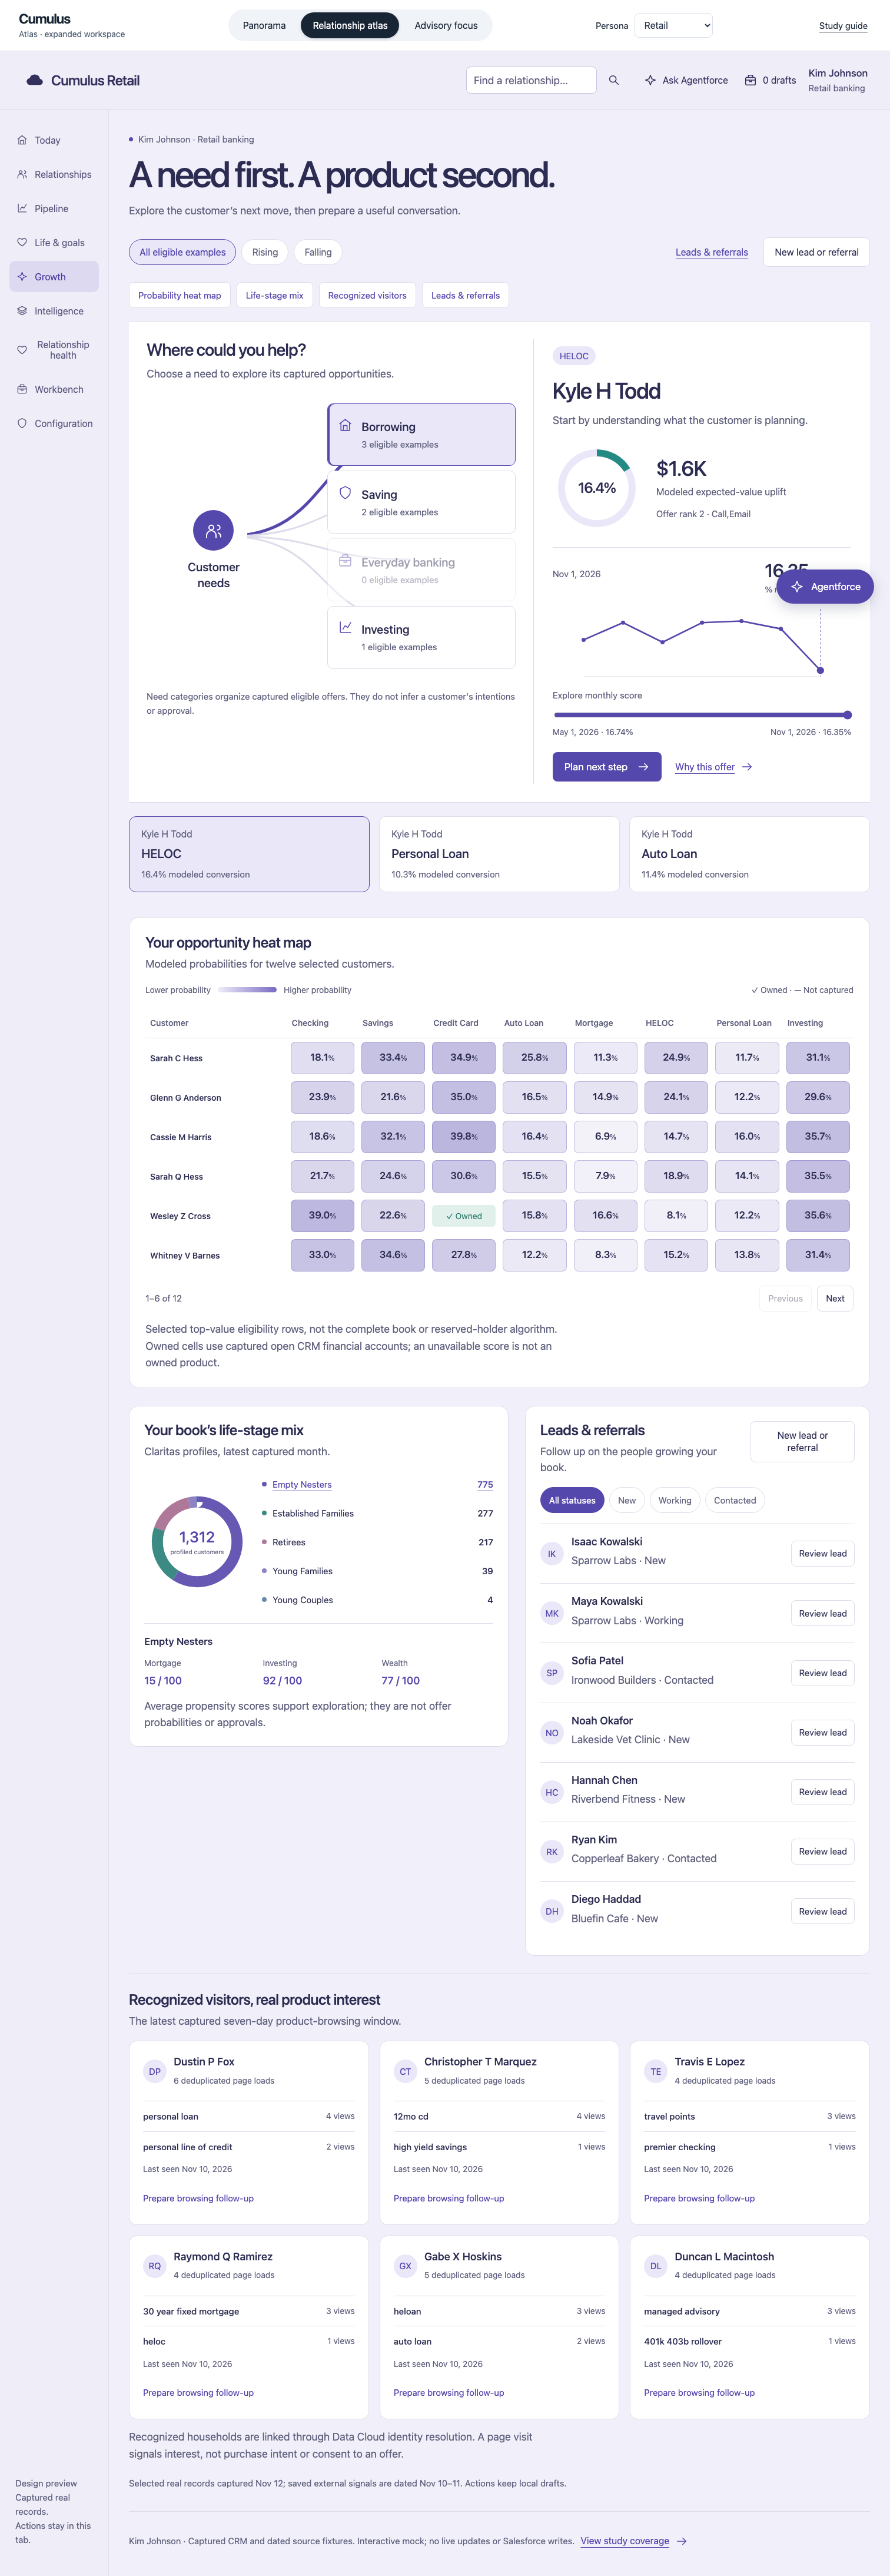 Cumulus
Atlas · expanded workspace
Panorama
Relationship atlas
Advisory focus
Persona
Retail
Study guide
Cumulus Retail
Find a relationship...
Ask Agentforce
0 drafts
Kim Johnson
Retail banking
Today
Relationships
Pipeline
Life & goals
Growth
Intelligence
Relationship
health
Workbench
Configuration
Kim Johnson · Retail banking
A need first. A product second.
Explore the customer's next move, then prepare a useful conversation.
All eligible examples
Rising
Falling
Leads & referrals
New lead or referral
Probability heat map
Life-stage mix
Recognized visitors
Leads & referrals
Where could you help?
Choose a need to explore its captured opportunities.
Customer
needs
Borrowing
3 eligible examples
Saving
2 eligible examples
Everyday banking
0 eligible examples
Investing
1 eligible examples
Need categories organize captured eligible offers. They do not infer a customer's intentions
or approval.
HELOC
Kyle H Todd
Start by understanding what the customer is planning.
16.4%
$1.6K
Modeled expected-value uplift
Offer rank 2 · Call,Email
Nov 1, 2026
16.35
%
Agentforce
Explore monthly score
May 1, 2026 · 16.74%
Nov 1, 2026 · 16.35%
Plan next step
Why this offer
Kyle H Todd
HELOC
16.4% modeled conversion
Kyle H Todd
Personal Loan
10.3% modeled conversion
Kyle H Todd
Auto Loan
11.4% modeled conversion
Your opportunity heat map
Modeled probabilities for twelve selected customers.
Lower probability
Higher probability
✓ Owned · — Not captured
Customer Checking Savings Credit Card Auto Loan Mortgage HELOC Personal Loan Investing
Sarah C Hess 18.1% 33.4% 34.9% 25.8% 11.3% 24.9% 11.7% 31.1%
Glenn G Anderson 23.9% 21.6% 35.0% 16.5% 14.9% 24.1% 12.2% 29.6%
Cassie M Harris 18.6% 32.1% 39.8% 16.4% 6.9% 14.7% 16.0% 35.7%
Sarah Q Hess 21.7% 24.6% 30.6% 15.5% 7.9% 18.9% 14.1% 35.5%
Wesley Z Cross 39.0% 22.6% ✓ Owned 15.8% 16.6% 8.1% 12.2% 35.6%
Whitney V Barnes 33.0% 34.6% 27.8% 12.2% 8.3% 15.2% 13.8% 31.4%
1–6 of 12
Previous
Next
Selected top-value eligibility rows, not the complete book or reserved-holder algorithm.
Owned cells use captured open CRM financial accounts; an unavailable score is not an
owned product.
Your book's life-stage mix
Claritas profiles, latest captured month.
1,312
profiled customers
Empty Nesters 775
Established Families 277
Retirees 217
Young Families 39
Young Couples 4
Empty Nesters
Mortgage Investing Wealth
15 / 100 92 / 100 77 / 100
Average propensity scores support exploration; they are not offer
probabilities or approvals.
Leads & referrals
Follow up on the people growing your
book.
New lead or
referral
All statuses
New
Working
Contacted
IK
Isaac Kowalski
Sparrow Labs · New
Review lead
MK
Maya Kowalski
Sparrow Labs · Working
Review lead
SP
Sofia Patel
Ironwood Builders · Contacted
Review lead
NO
Noah Okafor
Lakeside Vet Clinic · New
Review lead
HC
Hannah Chen
Riverbend Fitness · New
Review lead
RK
Ryan Kim
Copperleaf Bakery · Contacted
Review lead
DH
Diego Haddad
Bluefin Cafe · New
Review lead
Recognized visitors, real product interest
The latest captured seven-day product-browsing window.
DP
Dustin P Fox
6 deduplicated page loads
personal loan 4 views
personal line of credit 2 views
Last seen Nov 10, 2026
Prepare browsing follow-up
CT
Christopher T Marquez
5 deduplicated page loads
12mo cd 4 views
high yield savings 1 views
Last seen Nov 10, 2026
Prepare browsing follow-up
TE
Travis E Lopez
4 deduplicated page loads
travel points 3 views
premier checking 1 views
Last seen Nov 10, 2026
Prepare browsing follow-up
RQ
Raymond Q Ramirez
4 deduplicated page loads
30 year fixed mortgage 3 views
heloc 1 views
Last seen Nov 10, 2026
Prepare browsing follow-up
GX
Gabe X Hoskins
5 deduplicated page loads
heloan 3 views
auto loan 2 views
Last seen Nov 10, 2026
Prepare browsing follow-up
DL
Duncan L Macintosh
4 deduplicated page loads
managed advisory 3 views
401k 403b rollover 1 views
Last seen Nov 10, 2026
Prepare browsing follow-up
Recognized households are linked through Data Cloud identity resolution. A page visit
signals interest, not purchase intent or consent to an offer.
Selected real records captured Nov 12; saved external signals are dated Nov 10–11. Actions keep local drafts.
Design preview
Captured real
records.
Actions stay in this
tab.
Kim Johnson · Captured CRM and dated source fixtures. Interactive mock; no live updates or Salesforce writes.
View study coverage